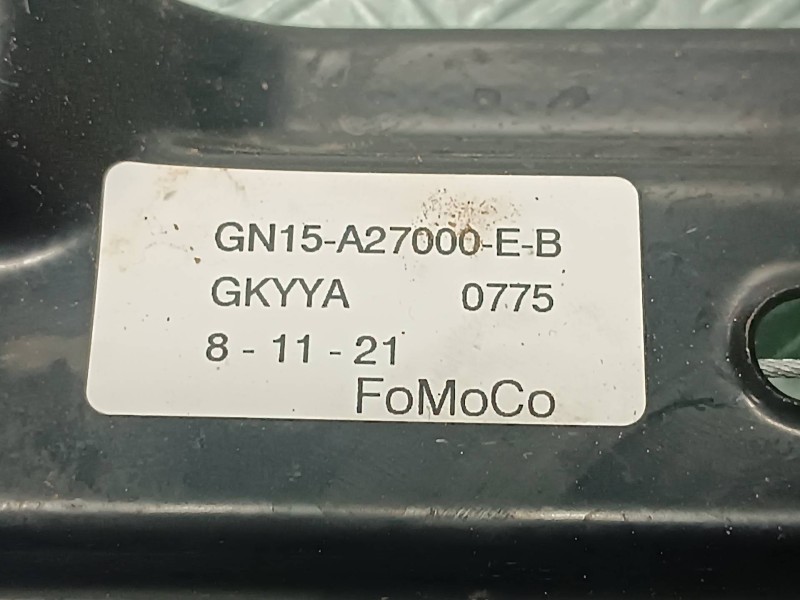 GN15-A27000-E-B
GKYYA 0775
8 - 11 - 21
FoMoCo